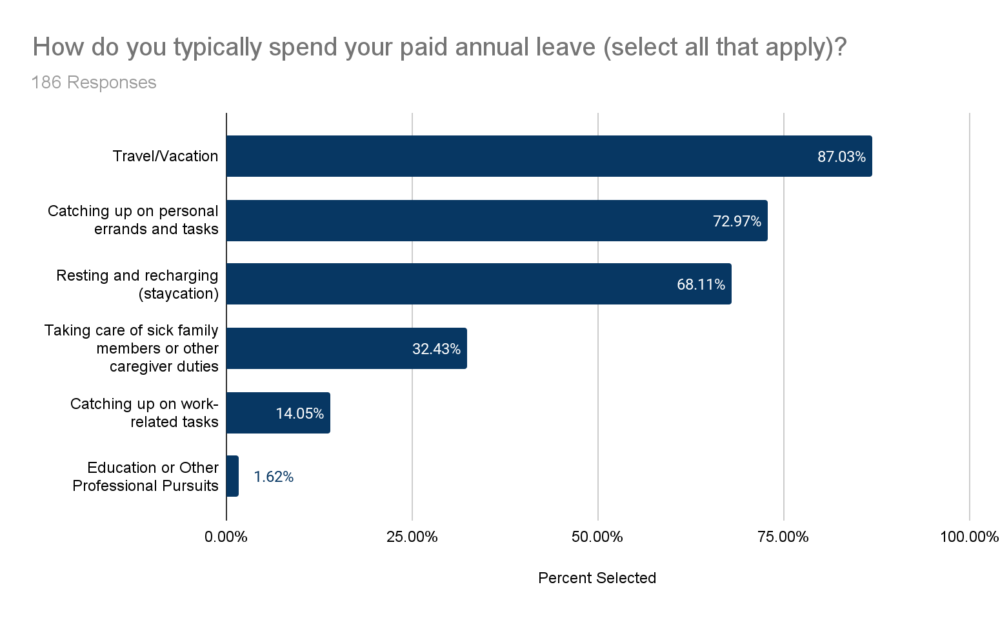 How do you typically spend your paid annual leave (select all that apply)?
186 Responses
Travel/Vacation
87.03%
Catching up on personal
errands and tasks
72.97%
Resting and recharging
(staycation)
68.11%
Taking care of sick family
members or other
caregiver duties
32.43%
Catching up on work-
related tasks
14.05%
Education or Other
Professional Pursuits
1.62%
0.00%
25.00%
50.00%
75.00%
100.00%
Percent Selected